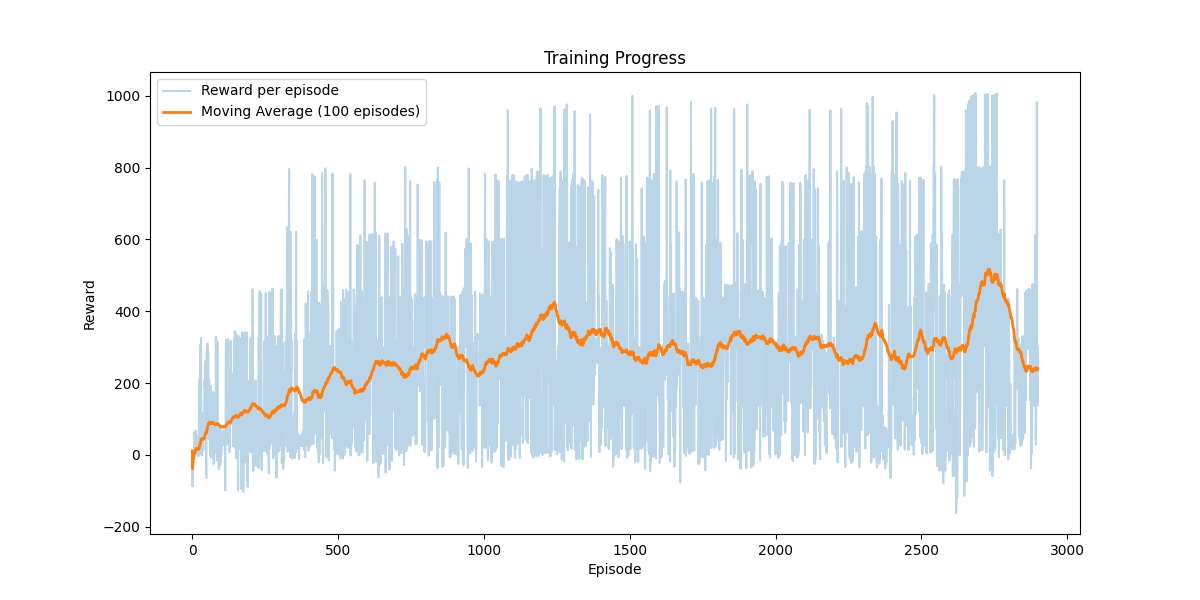 Training Progress
Reward per episode
Moving Average (100 episodes)
1000
800
600
400
200
0
−200
Reward
0
500
1000
1500
2000
2500
3000
Episode